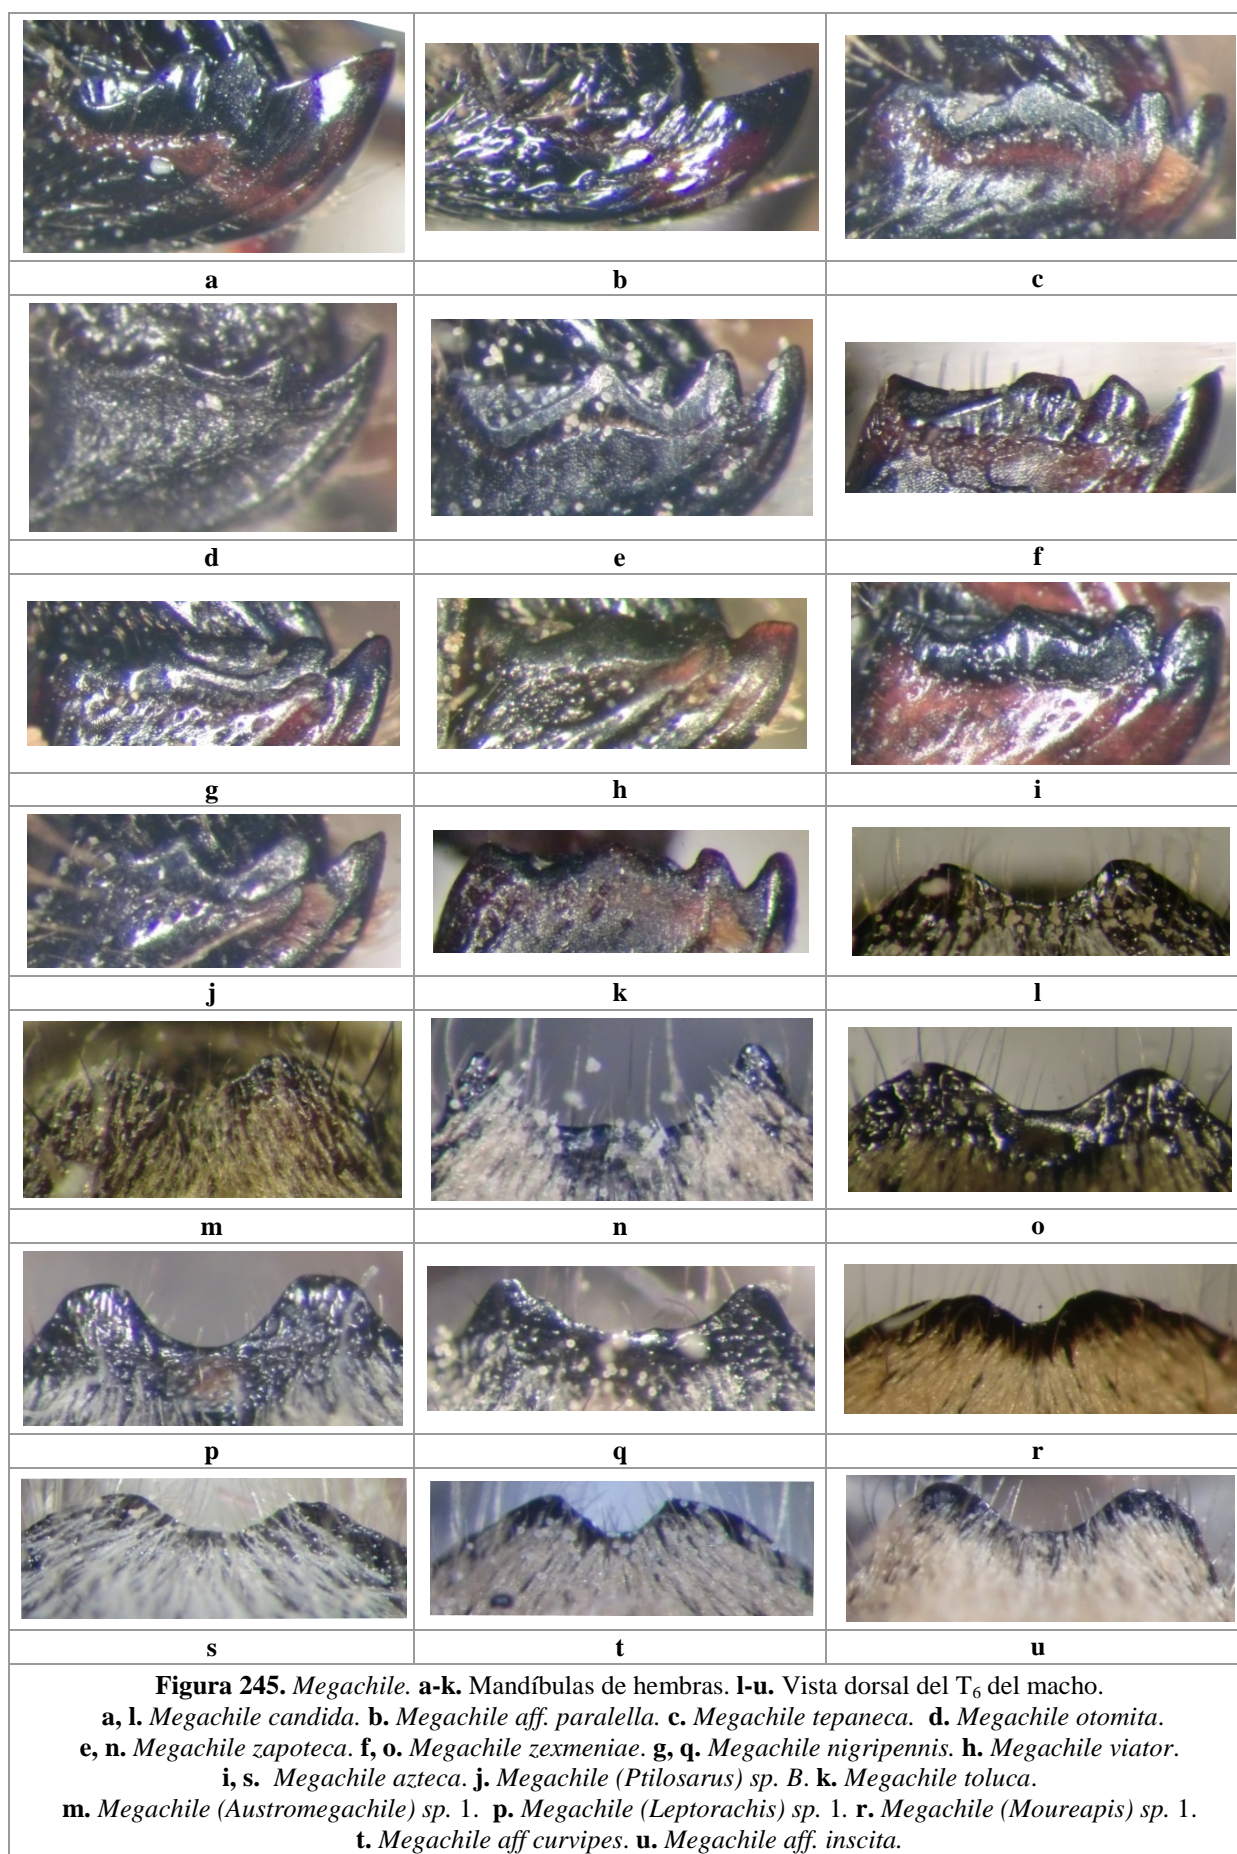 a b c
d e f
g h i
j k l
m n o
p q r
s t u
Figura 245. Megachile. a-k. Mandíbulas de hembras. l-u. Vista dorsal del T₆ del macho.
a, l. Megachile candida. b. Megachile aff. paralella. c. Megachile tepaneca. d. Megachile otomita.
e, n. Megachile zapoteca. f, o. Megachile zexmeniae. g, q. Megachile nigripennis. h. Megachile viator.
i, s. Megachile azteca. j. Megachile (Ptilosarus) sp. B. k. Megachile toluca.
m. Megachile (Austromegachile) sp. 1. p. Megachile (Leptorachis) sp. 1. r. Megachile (Moureapis) sp. 1.
t. Megachile aff curvipes. u. Megachile aff. inscita.